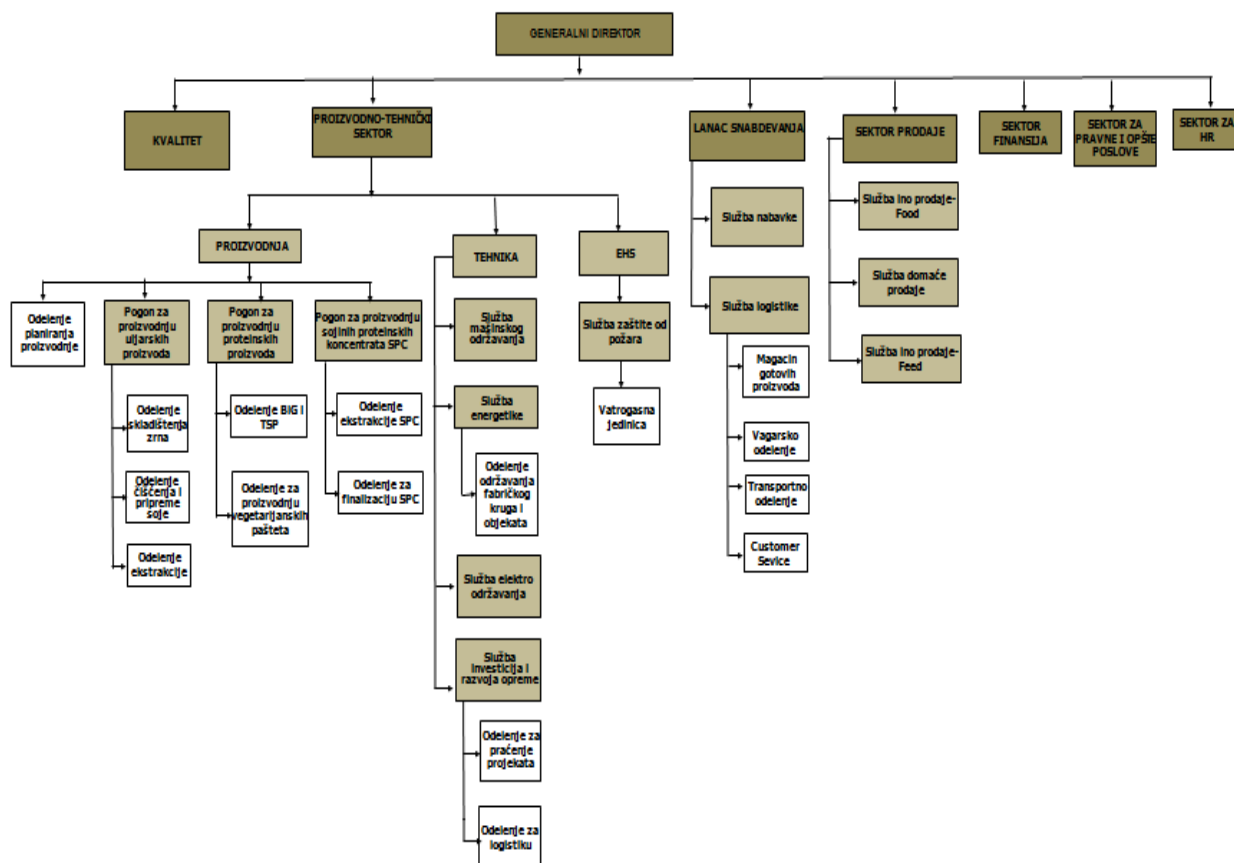 GENERALNI DIREKTOR
KVALITET
PROIZVODNO-TEHNIČKI
SEKTOR
LANAC SNABDEVANJA
SEKTOR PRODAJE
SEKTOR
FINANSIJA
SEKTOR ZA
PRAVNE I OPŠTE
POSLOVE
SEKTOR ZA
HR
PROIZVODNJA
TEHNIKA
EHS
Služba nabavke
Služba logistike
Služba ino prodaje-
Food
Služba domaće
prodaje
Služba ino prodaje-
Feed
Odelenje
planiranja
proizvodnje
Pogon za
proizvodnju
uljarskih
proizvoda
Pogon za
proizvodnju
proteinskih
proizvoda
Pogon za proizvodnju
sojinih proteinskih
koncentrata SPC
Služba
mašinskog
održavanja
Služba zaštite od
požara
Magacin
gotovih
proizvoda
Vagarsko
odelenje
Transportno
odelenje
Customer
Sevice
Odelenje
skladištenja
zrna
Odelenje
čišćenja i
pripreme soje
Odelenje
ekstrakcije
Odelenje BIG i
TSP
Odelenje za
proizvodnju
vegetarijanskih
pašteta
Odelenje
ekstrakcije SPC
Odelenje za
finalizaciju SPC
Služba
energetike
Odelenje
održavanja
fabričkog
kruga i
objekata
Vatrogasna
jedinica
Služba elektro
održavanja
Služba
investicija i
razvoja opreme
Odelenje za
praćenje
projekata
Odelenje za
logistiku